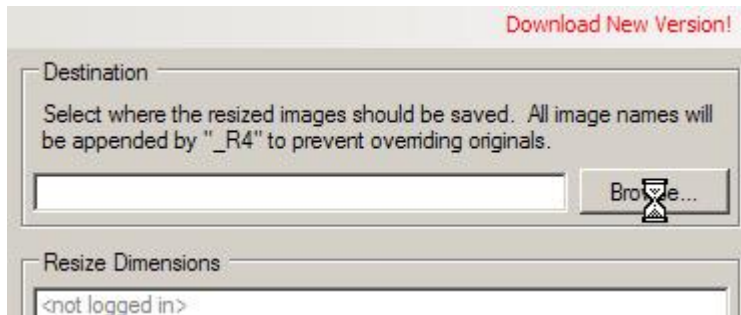 Download New Version!
Destination
Select where the resized images should be saved.  All image names will
be appended by "_R4" to prevent overriding originals.
Browse...
Resize Dimensions
<not logged in>